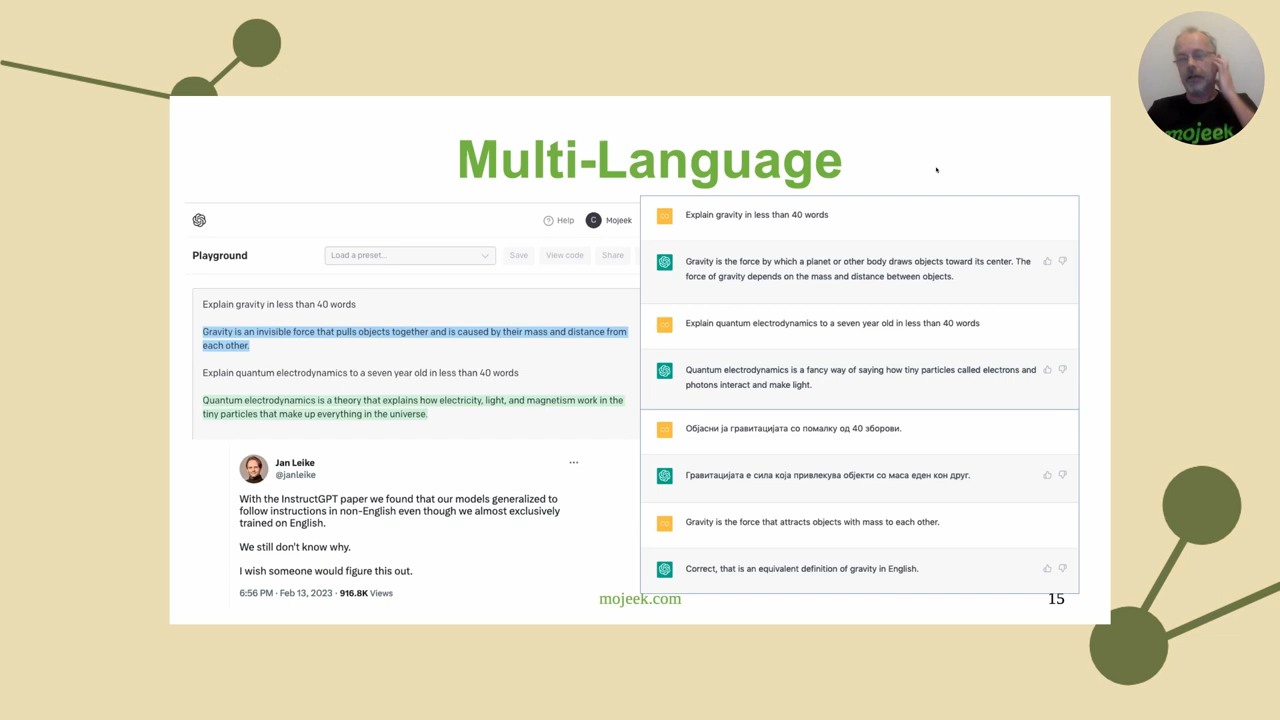 mojeek
Multi-Language
Help
C
Mojeek
Playground
Load a preset...
Save
View code
Share
Explain gravity in less than 40 words
Gravity is an invisible force that pulls objects together and is caused by their mass and distance from
each other.
Explain quantum electrodynamics to a seven year old in less than 40 words
Quantum electrodynamics is a theory that explains how electricity, light, and magnetism work in the
tiny particles that make up everything in the universe.
Jan Leike
@janleike
With the InstructGPT paper we found that our models generalized to
follow instructions in non-English even though we almost exclusively
trained on English.
We still don't know why.
I wish someone would figure this out.
6:56 PM · Feb 13, 2023 · 916.8K Views
CO
Explain gravity in less than 40 words
Gravity is the force by which a planet or other body draws objects toward its center. The
force of gravity depends on the mass and distance between objects.
CO
Explain quantum electrodynamics to a seven year old in less than 40 words
Quantum electrodynamics is a fancy way of saying how tiny particles called electrons and
photons interact and make light.
CO
Објасни ја гравитацијата со помалку од 40 зборови.
Гравитацијата е сила која привлекува објекти со маса еден кон друг.
CO
Gravity is the force that attracts objects with mass to each other.
Correct, that is an equivalent definition of gravity in English.
mojeek.com
15